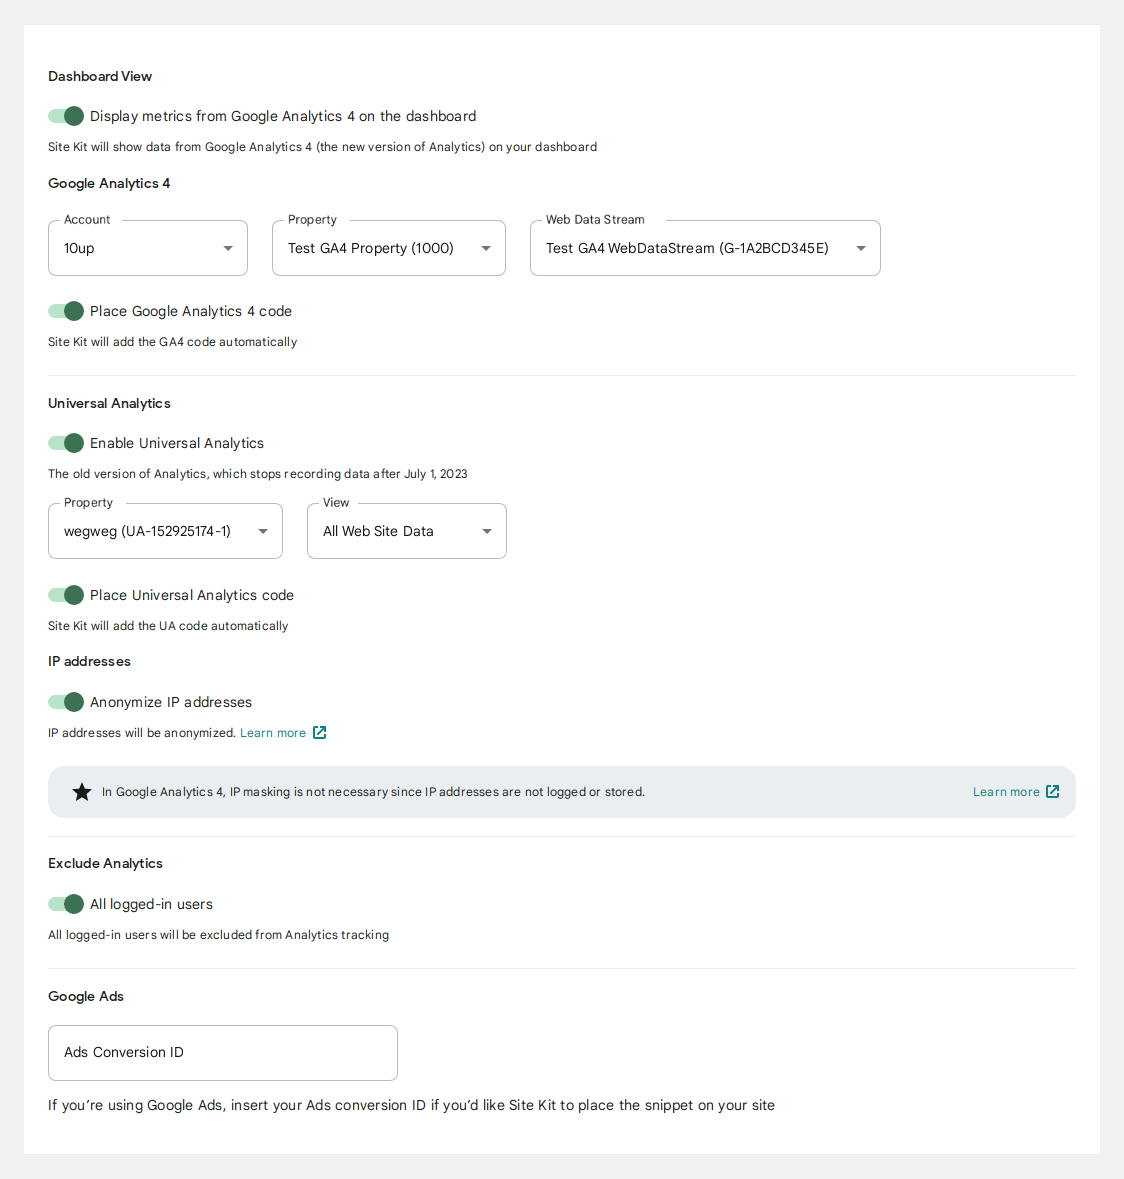 Dashboard View
Display metrics from Google Analytics 4 on the dashboard
Site Kit will show data from Google Analytics 4 (the new version of Analytics) on your dashboard
Google Analytics 4
Account Property Web Data Stream
10up Test GA4 Property (1000) Test GA4 WebDataStream (G-1A2BCD345E)
Place Google Analytics 4 code
Site Kit will add the GA4 code automatically
Universal Analytics
Enable Universal Analytics
The old version of Analytics, which stops recording data after July 1, 2023
Property View
wegweg (UA-152925174-1) All Web Site Data
Place Universal Analytics code
Site Kit will add the UA code automatically
IP addresses
Anonymize IP addresses
IP addresses will be anonymized. Learn more
In Google Analytics 4, IP masking is not necessary since IP addresses are not logged or stored. Learn more
Exclude Analytics
All logged-in users
All logged-in users will be excluded from Analytics tracking
Google Ads
Ads Conversion ID
If you’re using Google Ads, insert your Ads conversion ID if you’d like Site Kit to place the snippet on your site